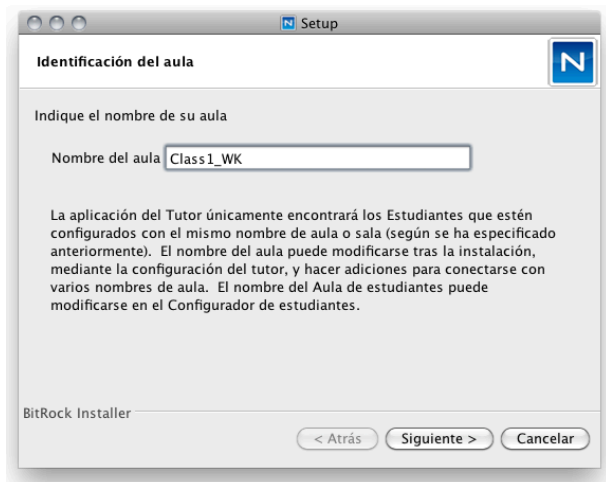 Setup
Identificación del aula
N
Indique el nombre de su aula
Nombre del aula Class1_WK
La aplicación del Tutor únicamente encontrará los Estudiantes que estén
configurados con el mismo nombre de aula o sala (según se ha especificado
anteriormente). El nombre del aula puede modificarse tras la instalación,
mediante la configuración del tutor, y hacer adiciones para conectarse con
varios nombres de aula. El nombre del Aula de estudiantes puede
modificarse en el Configurador de estudiantes.
BitRock Installer
< Atrás Siguiente > Cancelar